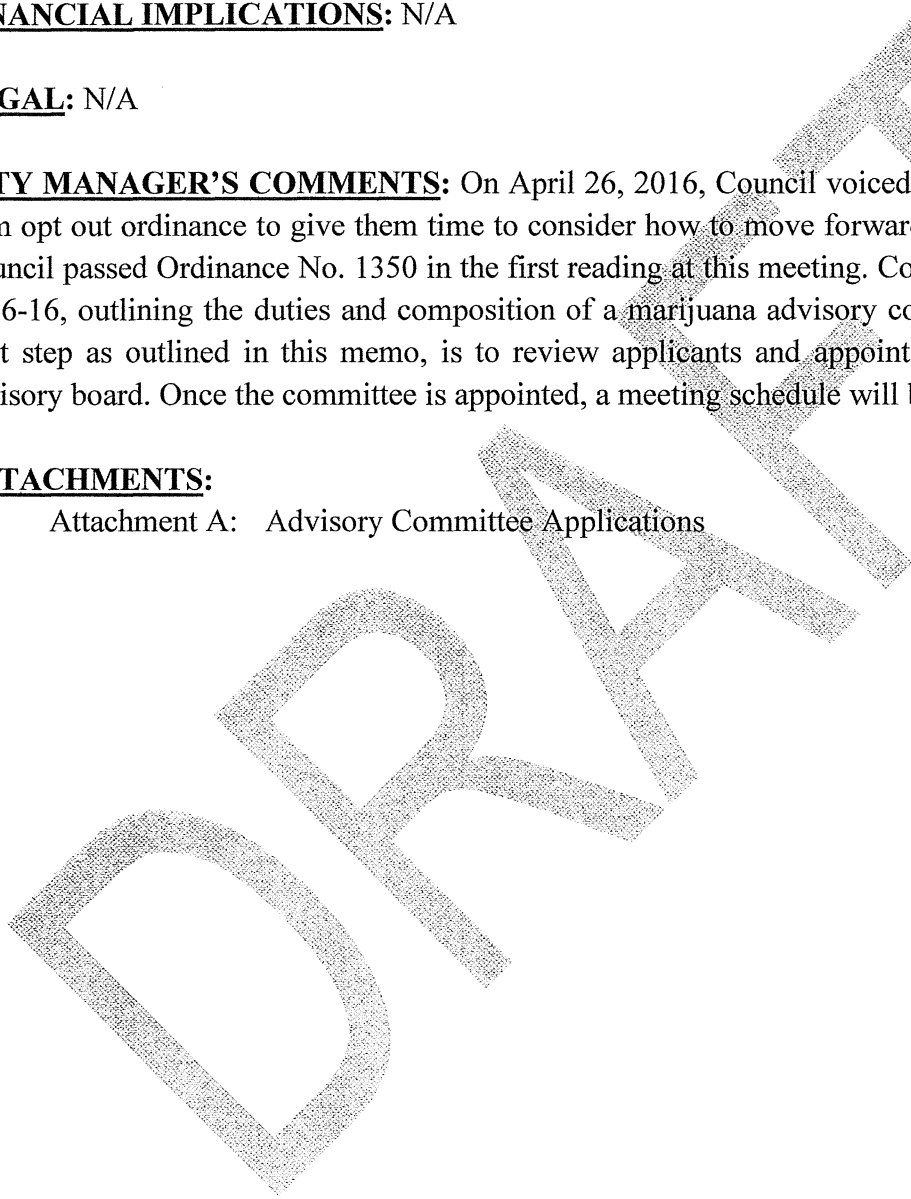 NANCIAL IMPLICATIONS: N/A
GAL: N/A
TY MANAGER'S COMMENTS: On April 26, 2016, Council voiced
n opt out ordinance to give them time to consider how to move forwar
uncil passed Ordinance No. 1350 in the first reading at this meeting. Co
6-16, outlining the duties and composition of a marijuana advisory co
t step as outlined in this memo, is to review applicants and appoint
visory board. Once the committee is appointed, a meeting schedule will b
TACHMENTS:
Attachment A: Advisory Committee Applications
DRAFT